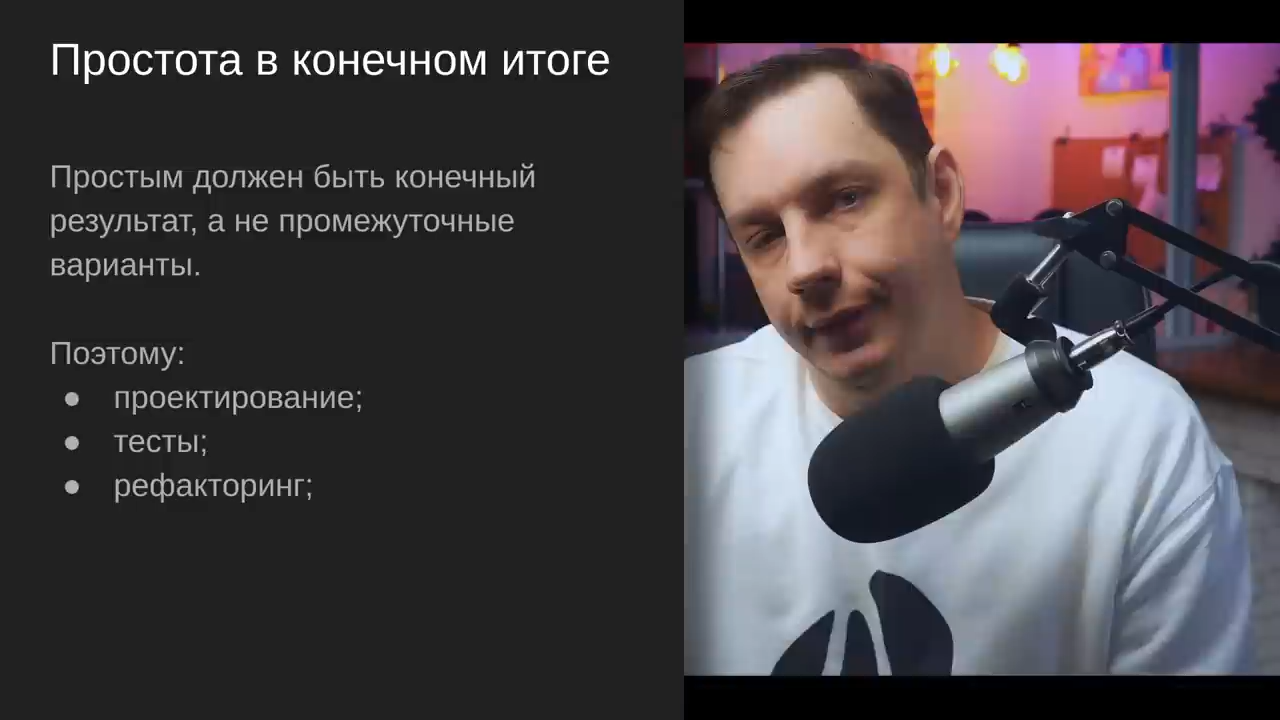 Простота в конечном итоге
Простым должен быть конечный
результат, а не промежуточные
варианты.
Поэтому:
● проектирование;
● тесты;
● рефакторинг;